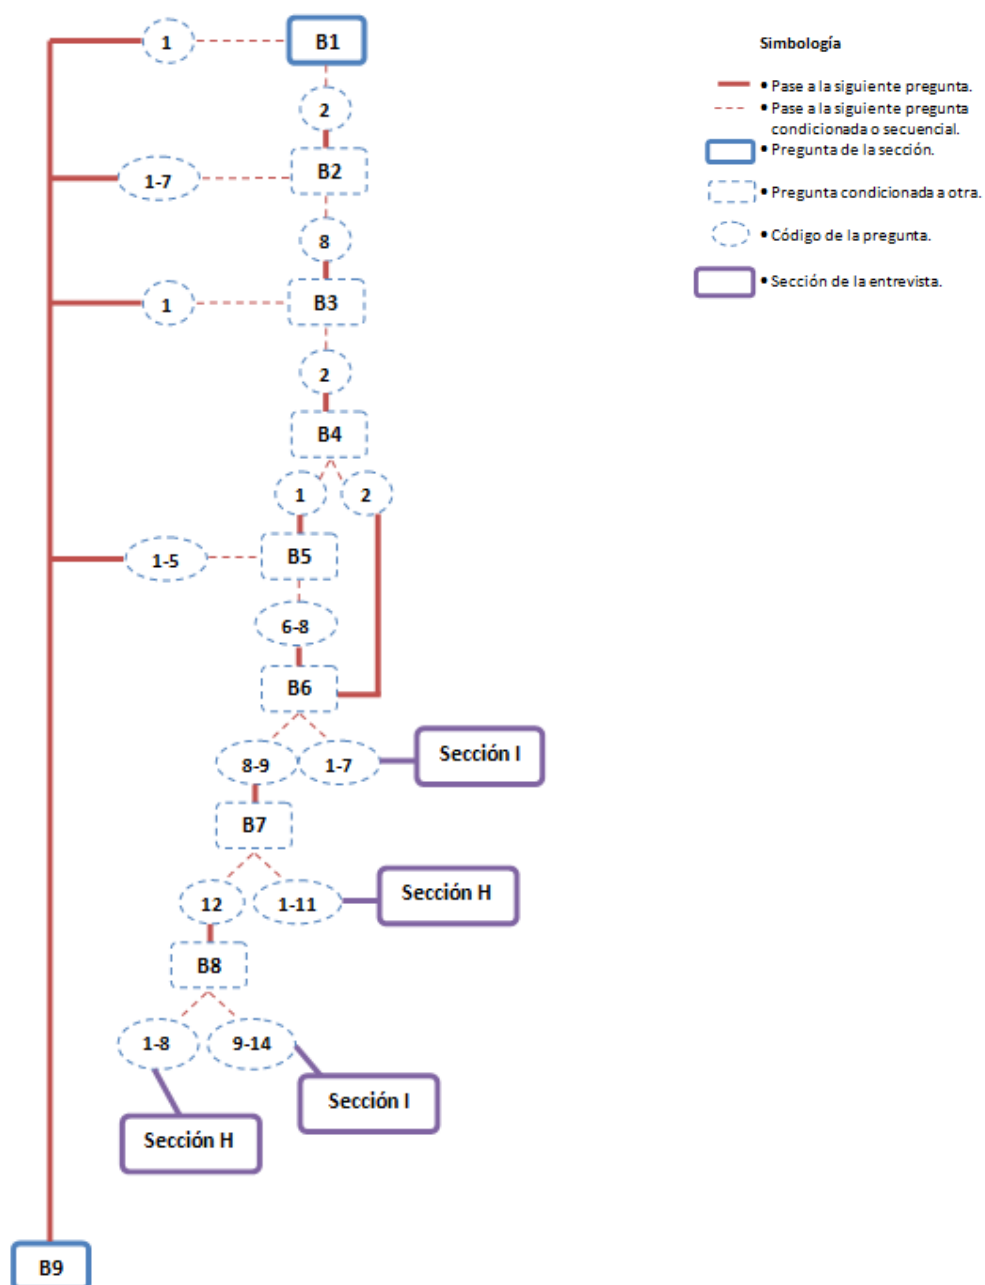 1
B1
Simbología
• Pase a la siguiente pregunta.
• Pase a la siguiente pregunta
condicionada o secuencial.
2
• Pregunta de la sección.
1-7
B2
• Pregunta condicionada a otra.
8
• Código de la pregunta.
1
B3
• Sección de la entrevista.
2
B4
1
2
1-5
B5
6-8
B6
8-9
1-7
Sección I
B7
12
1-11
Sección H
B8
1-8
9-14
Sección I
Sección H
B9